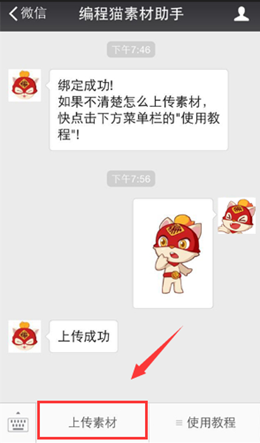 微信
编程猫素材助手
下午7:46
绑定成功!
如果不清楚怎么上传素材，
快点击下方菜单栏的"使用教
程"!
下午7:56
上传成功
上传素材
使用教程